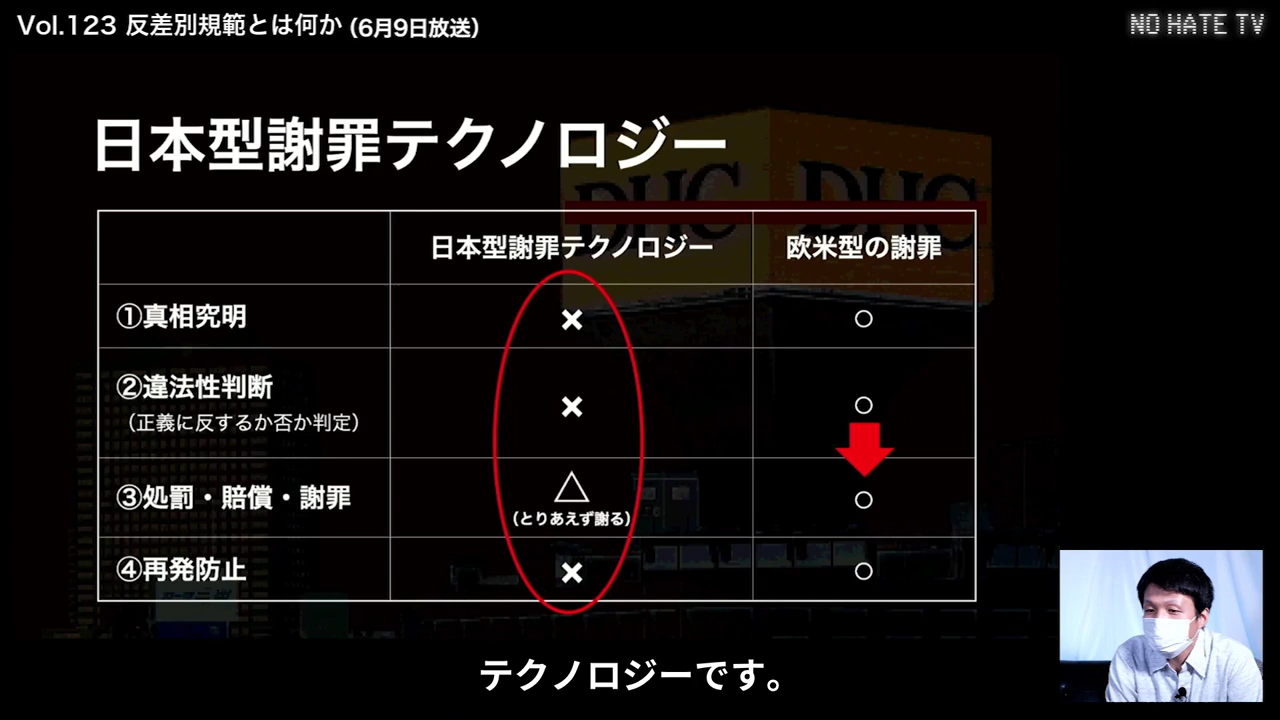 Vol.123 反差別規範とは何か (6月9日放送)
NO HATE TV
日本型謝罪テクノロジー
DHC DHC
日本型謝罪テクノロジー 欧米型の謝罪
①真相究明 × ○
②違法性判断 × ○
（正義に反するか否か判定）
③処罰・賠償・謝罪 △ ○
（とりあえず謝る）
④再発防止 × ○
テクノロジーです。